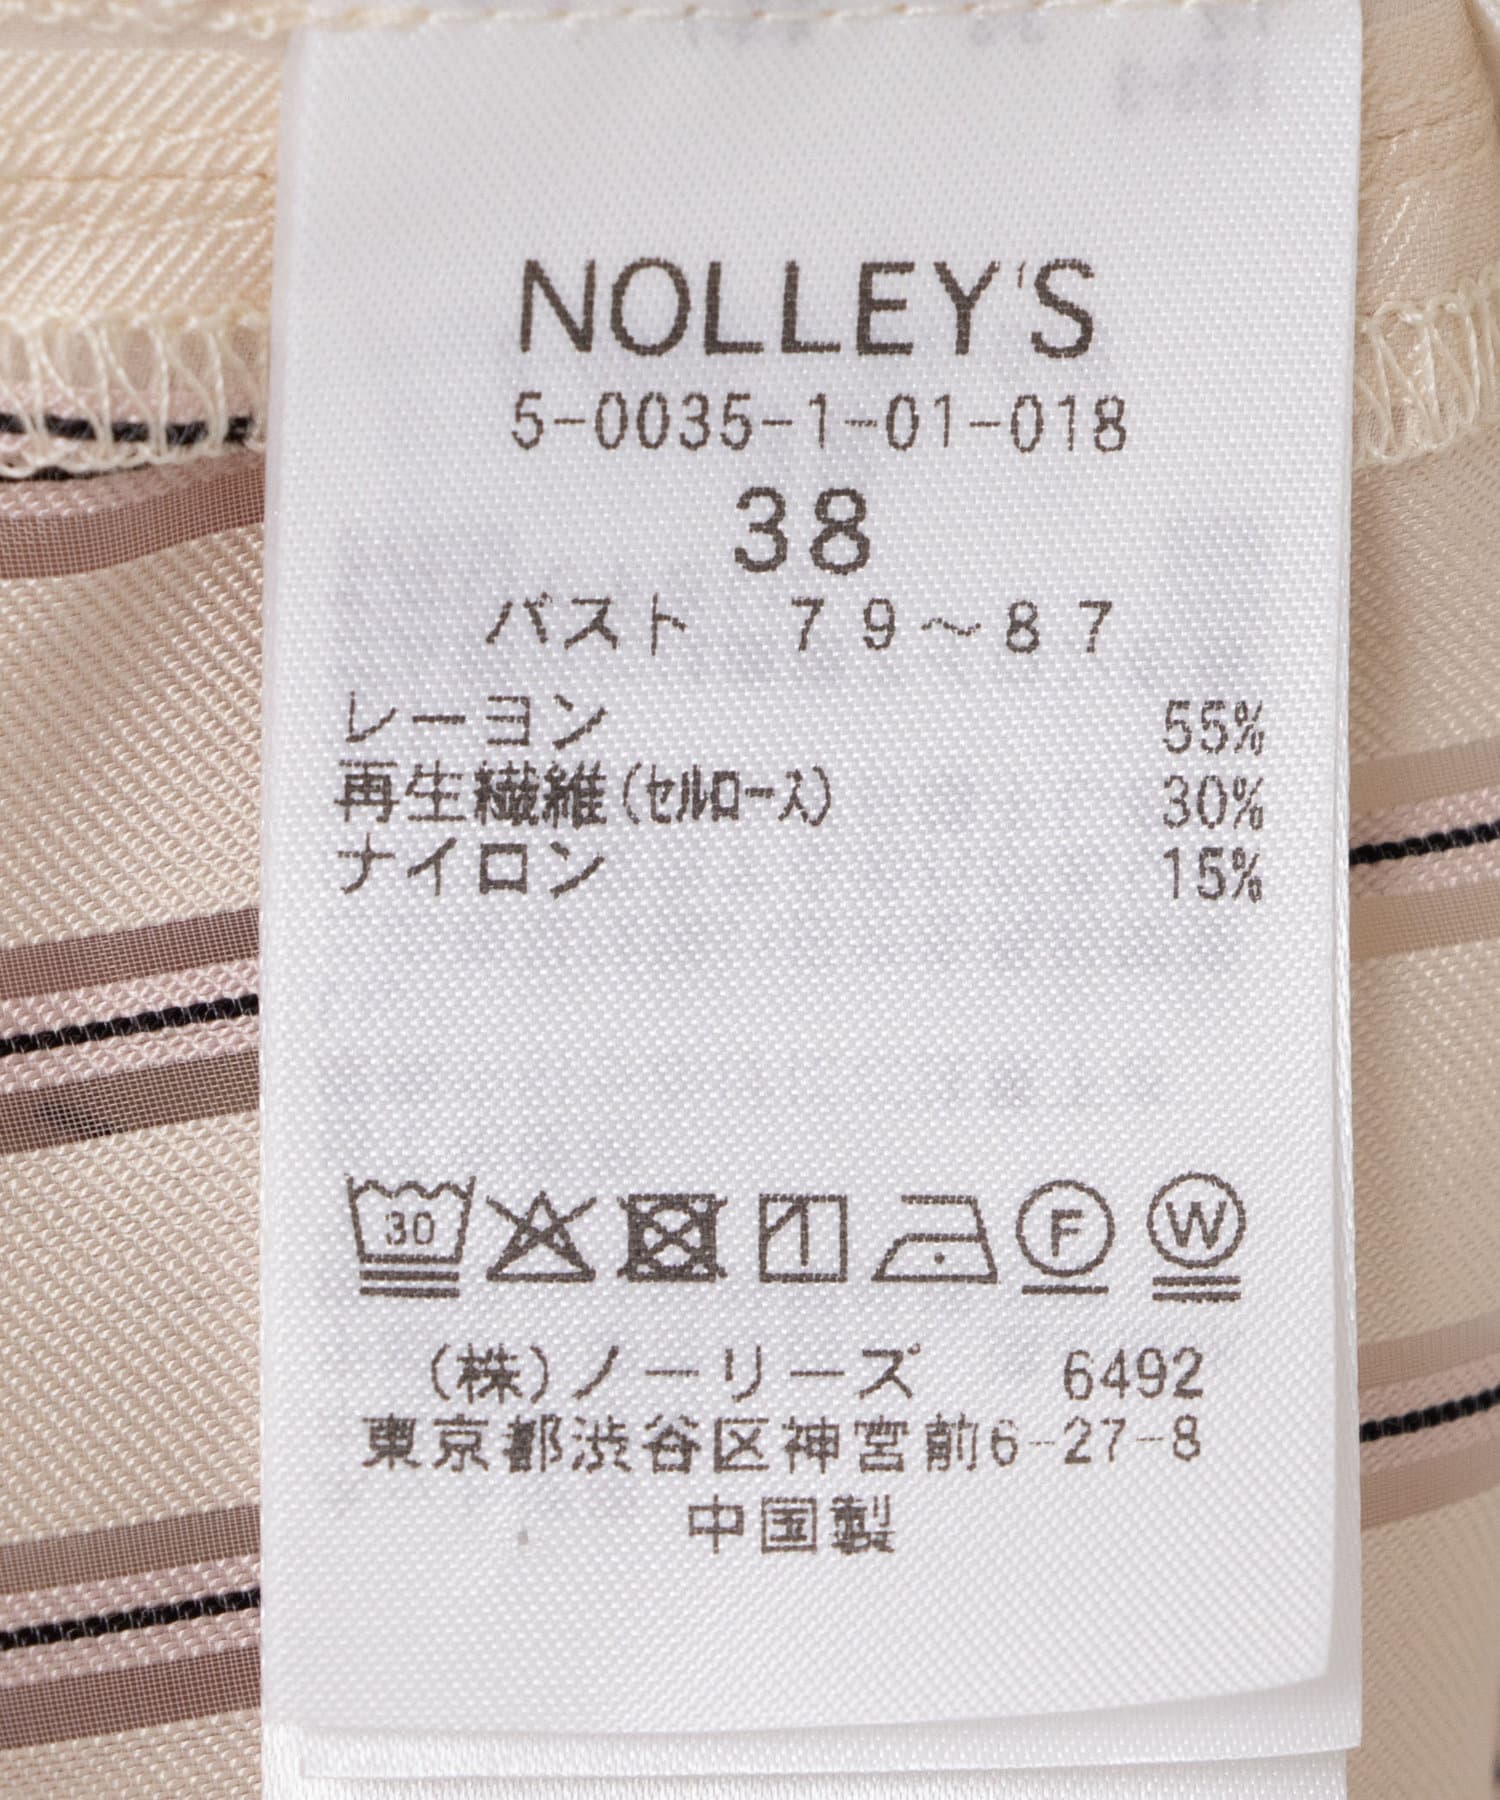 NOLLEY'S
5-0035-1-01-018
38
バスト　79～87
レーヨン 55%
再生繊維(セルロース) 30%
ナイロン 15%
30 F W
(株)ノーリーズ 6492
東京都渋谷区神宮前6-27-8
中国製